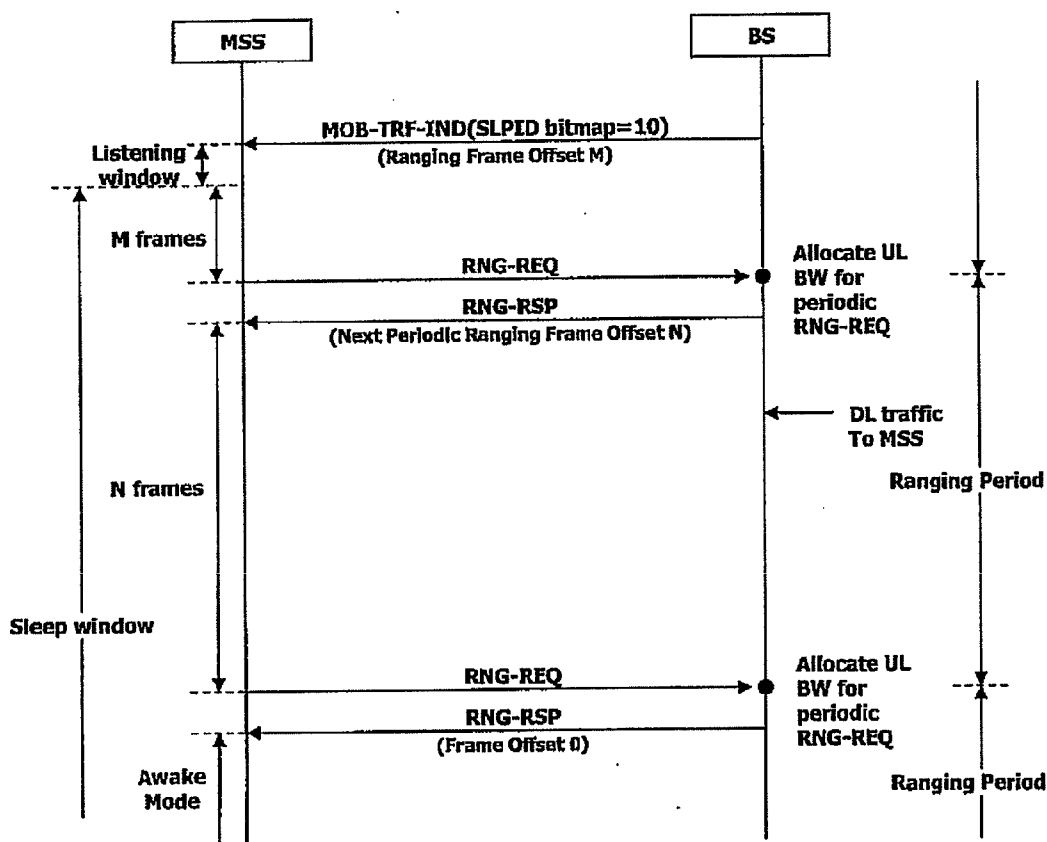 MSS
BS
MOB-TRF-IND(SLPID bitmap=10)
(Ranging Frame Offset M)
Listening
window
M frames
RNG-REQ
Allocate UL
BW for
periodic
RNG-REQ
RNG-RSP
(Next Periodic Ranging Frame Offset N)
DL traffic
To MSS
N frames
Ranging Period
Sleep window
RNG-REQ
Allocate UL
BW for
periodic
RNG-REQ
RNG-RSP
(Frame Offset 0)
Awake
Mode
Ranging Period